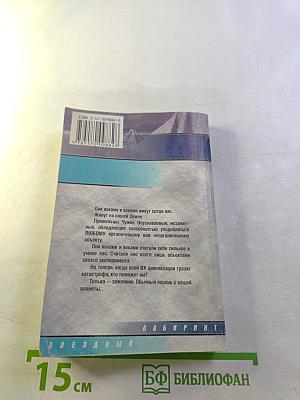 Они веками и веками живут среди нас.
Живут на нашей Земле.
Пришельцы. Чужие. Неузнаваемые, незаметные, обладающие способностью уподобляться
ЛЮБОМУ органическому или неорганическому
объекту.
Они веками и веками считали себя сильнее и
умнее нас. Считали нас всего лишь объектами
своего эксперимента.
Но теперь, когда всей ИХ цивилизации грозит
катастрофа, кто поможет им?
Только — землянин. Обычный парень с нашей
планеты...
ЛАБИРИНТ
ЗВЕЗДНЫЙ
15 см
БФ БИБЛИОФАН